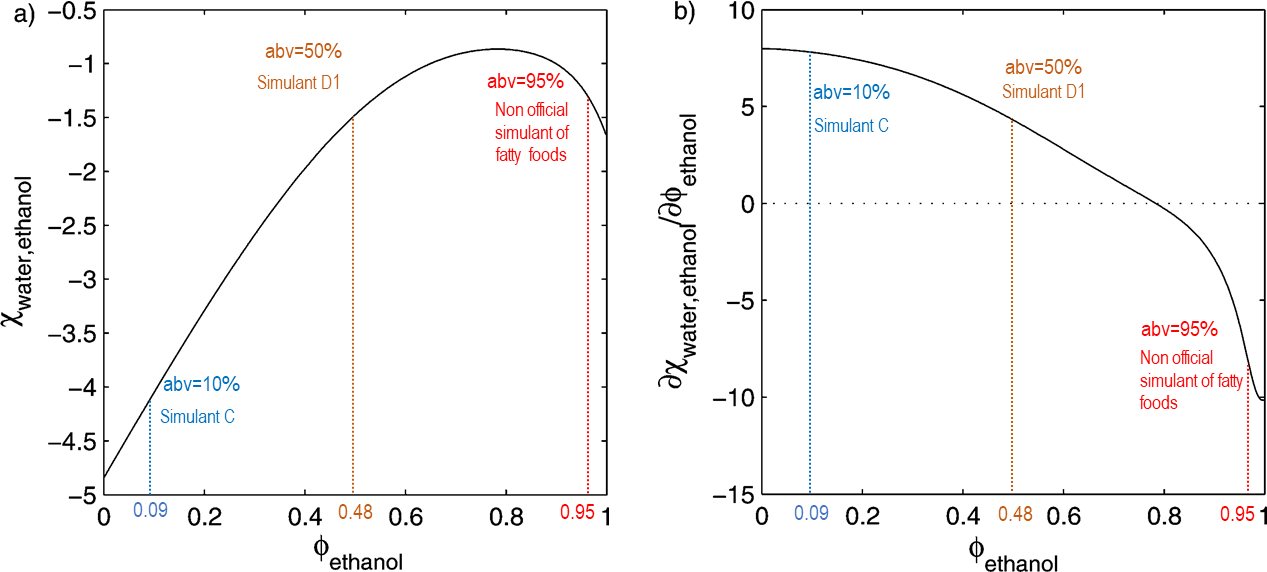 a)
−0.5
−1
−1.5
−2
−2.5
−3
−3.5
−4
−4.5
−5
χwater,ethanol
abv=50%
Simulant D1
abv=95%
Non official
simulant of
fatty foods
abv=10%
Simulant C
0
0.09
0.2
0.4
0.48
0.6
0.8
0.95
1
ϕethanol
b)
10
5
0
−5
−10
−15
∂χwater,ethanol/∂ϕethanol
abv=50%
Simulant D1
abv=10%
Simulant C
abv=95%
Non official
simulant of fatty
foods
0
0.09
0.2
0.4
0.48
0.6
0.8
0.95
1
ϕethanol